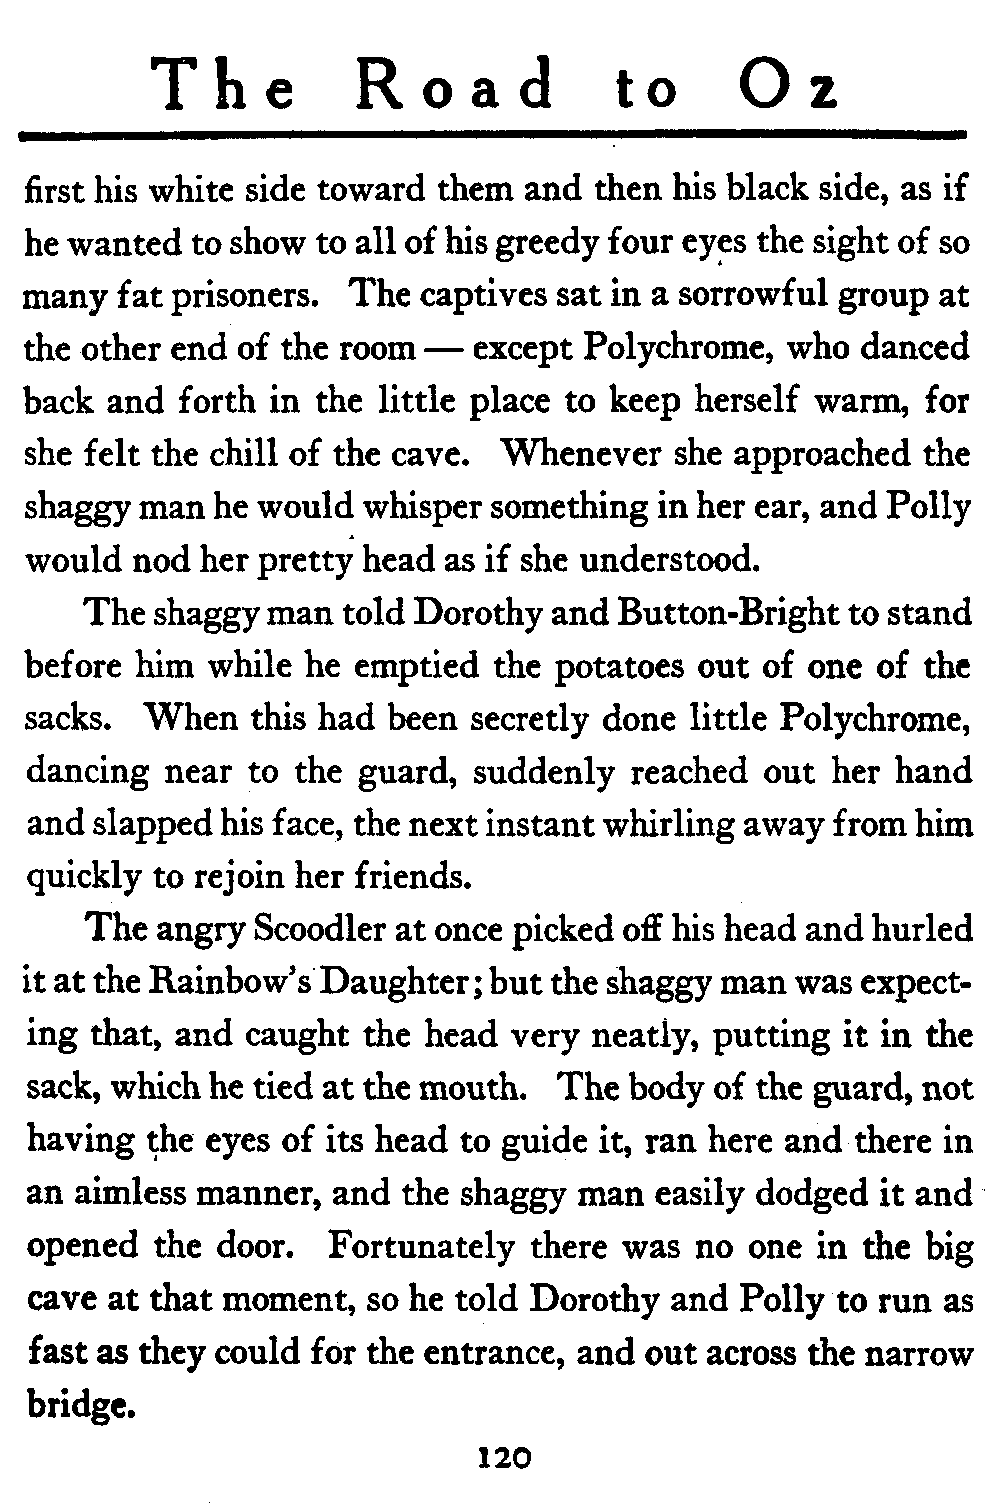 The Road to Oz
first his white side toward them and then his black side, as if
he wanted to show to all of his greedy four eyes the sight of so
many fat prisoners. The captives sat in a sorrowful group at
the other end of the room — except Polychrome, who danced
back and forth in the little place to keep herself warm, for
she felt the chill of the cave. Whenever she approached the
shaggy man he would whisper something in her ear, and Polly
would nod her pretty head as if she understood.
The shaggy man told Dorothy and Button-Bright to stand
before him while he emptied the potatoes out of one of the
sacks. When this had been secretly done little Polychrome,
dancing near to the guard, suddenly reached out her hand
and slapped his face, the next instant whirling away from him
quickly to rejoin her friends.
The angry Scoodler at once picked off his head and hurled
it at the Rainbow's Daughter; but the shaggy man was expect-
ing that, and caught the head very neatly, putting it in the
sack, which he tied at the mouth. The body of the guard, not
having the eyes of its head to guide it, ran here and there in
an aimless manner, and the shaggy man easily dodged it and
opened the door. Fortunately there was no one in the big
cave at that moment, so he told Dorothy and Polly to run as
fast as they could for the entrance, and out across the narrow
bridge.
120